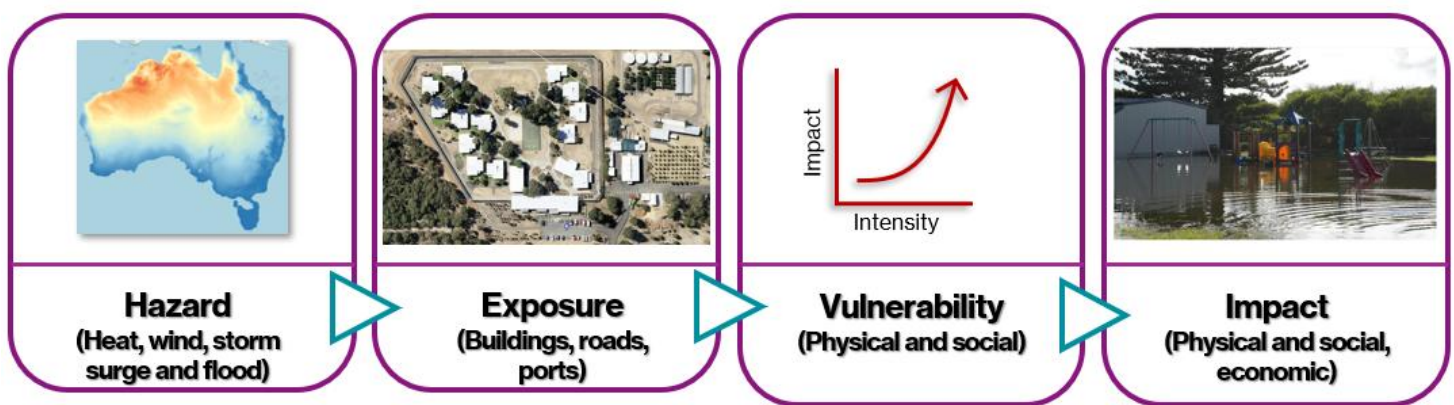 Hazard
(Heat, wind, storm
surge and flood)
Exposure
(Buildings, roads,
ports)
Impact
Intensity
Vulnerability
(Physical and social)
Impact
(Physical and social,
economic)